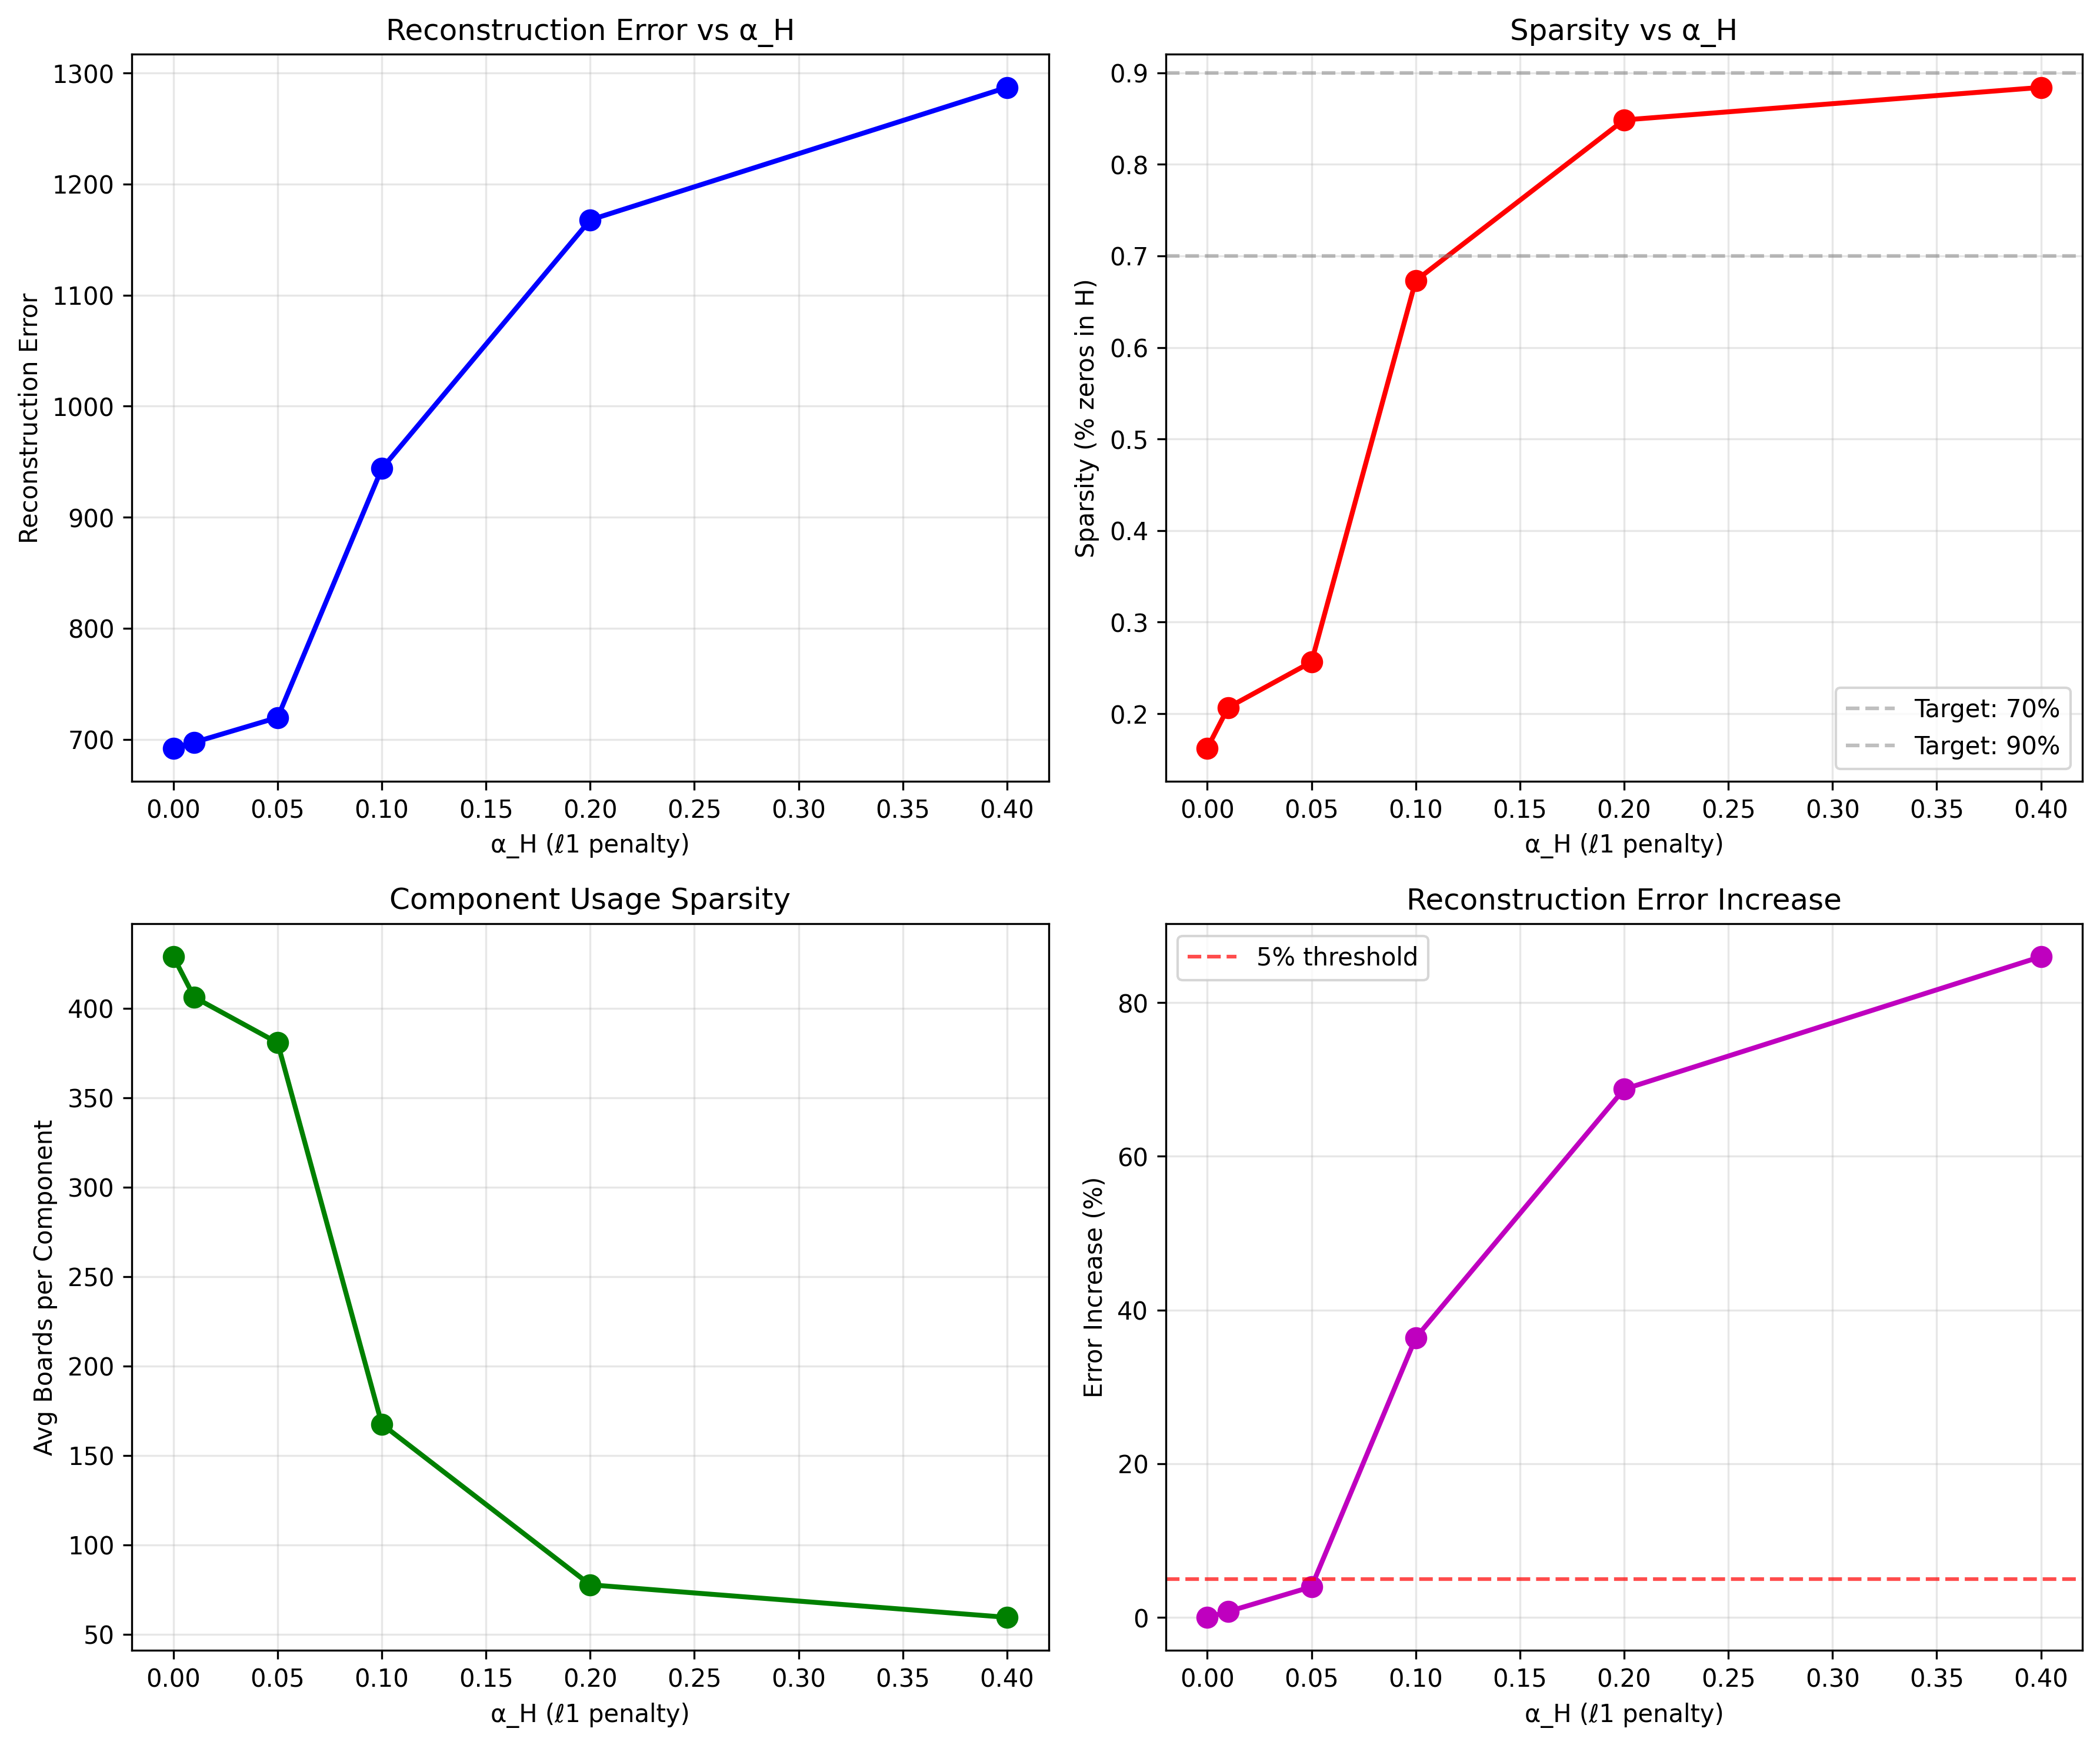 Reconstruction Error vs α_H
1300
1200
1100
1000
900
800
700
Reconstruction Error
0.00 0.05 0.10 0.15 0.20 0.25 0.30 0.35 0.40
α_H (ℓ1 penalty)
Sparsity vs α_H
0.9
0.8
0.7
0.6
0.5
0.4
0.3
0.2
Sparsity (% zeros in H)
Target: 70%
Target: 90%
0.00 0.05 0.10 0.15 0.20 0.25 0.30 0.35 0.40
α_H (ℓ1 penalty)
Component Usage Sparsity
400
350
300
250
200
150
100
50
Avg Boards per Component
0.00 0.05 0.10 0.15 0.20 0.25 0.30 0.35 0.40
α_H (ℓ1 penalty)
Reconstruction Error Increase
5% threshold
80
60
40
20
0
Error Increase (%)
0.00 0.05 0.10 0.15 0.20 0.25 0.30 0.35 0.40
α_H (ℓ1 penalty)